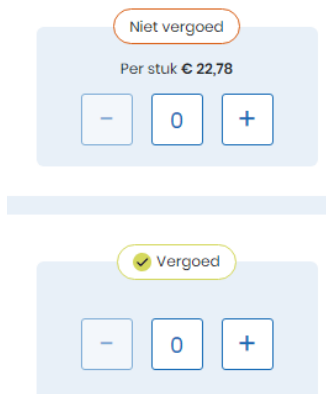 Niet vergoed
Per stuk € 22,78
- 0 +
Vergoed
- 0 +